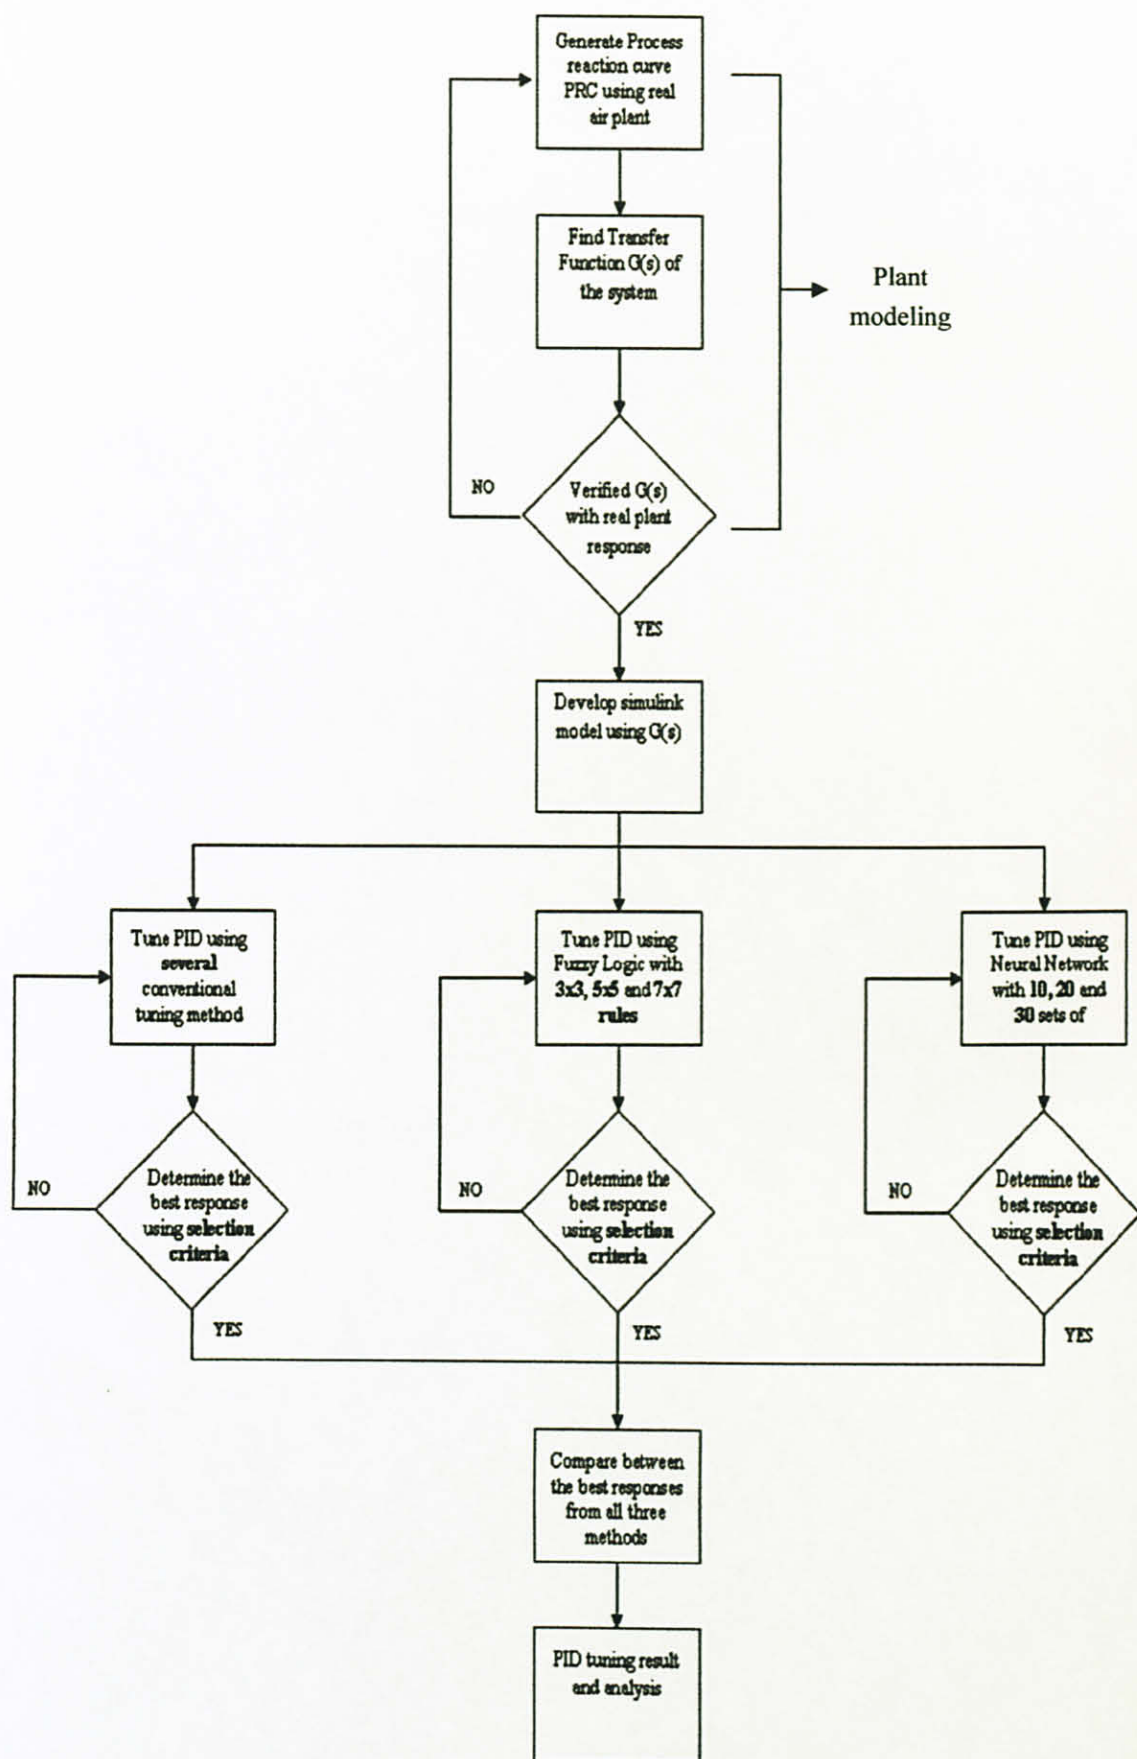 Generate Process
reaction curve
PRC using real
air plant
Find Transfer
Function G(s) of
the system
Plant
modeling
NO
Verified G(s)
with real plant
response
YES
Develop simulink
model using G(s)
Tune PID using
several
conventional
tuning method
Tune PID using
Fuzzy Logic with
3x3, 5x5 and 7x7
rules
Tune PID using
Neural Network
with 10, 20 and
30 sets of
NO
Determine the
best response
using selection
criteria
YES
NO
Determine the
best response
using selection
criteria
YES
NO
Determine the
best response
using selection
criteria
YES
Compare between
the best responses
from all three
methods
PID tuning result
and analysis